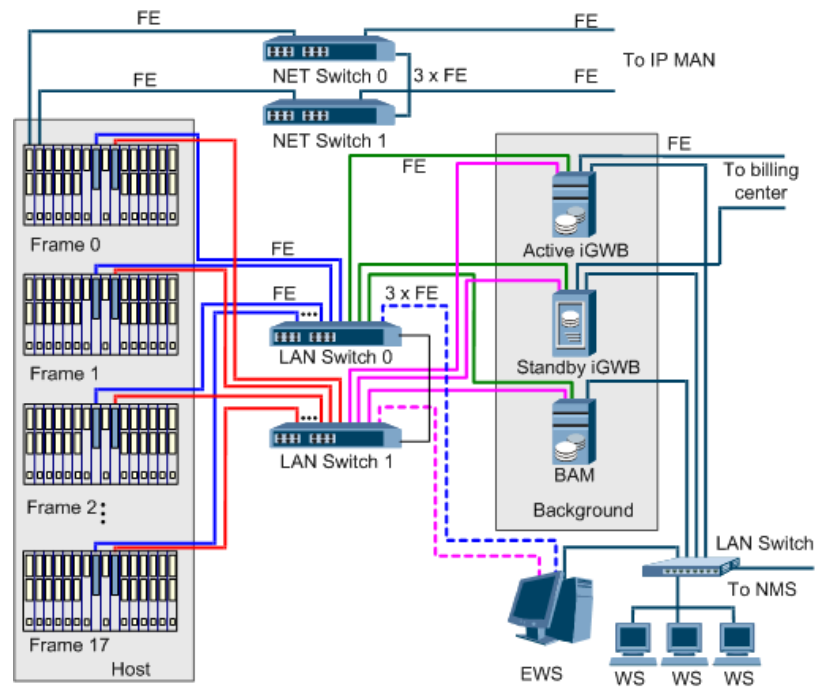 FE
FE
NET Switch 0
To IP MAN
FE
3 x FE
FE
NET Switch 1
FE
FE
To billing
center
Frame 0
FE
Active iGWB
FE
3 x FE
...
LAN Switch 0
Standby iGWB
Frame 1
...
LAN Switch 1
BAM
Frame 2
Background
LAN Switch
To NMS
Frame 17
Host
EWS
WS
WS
WS